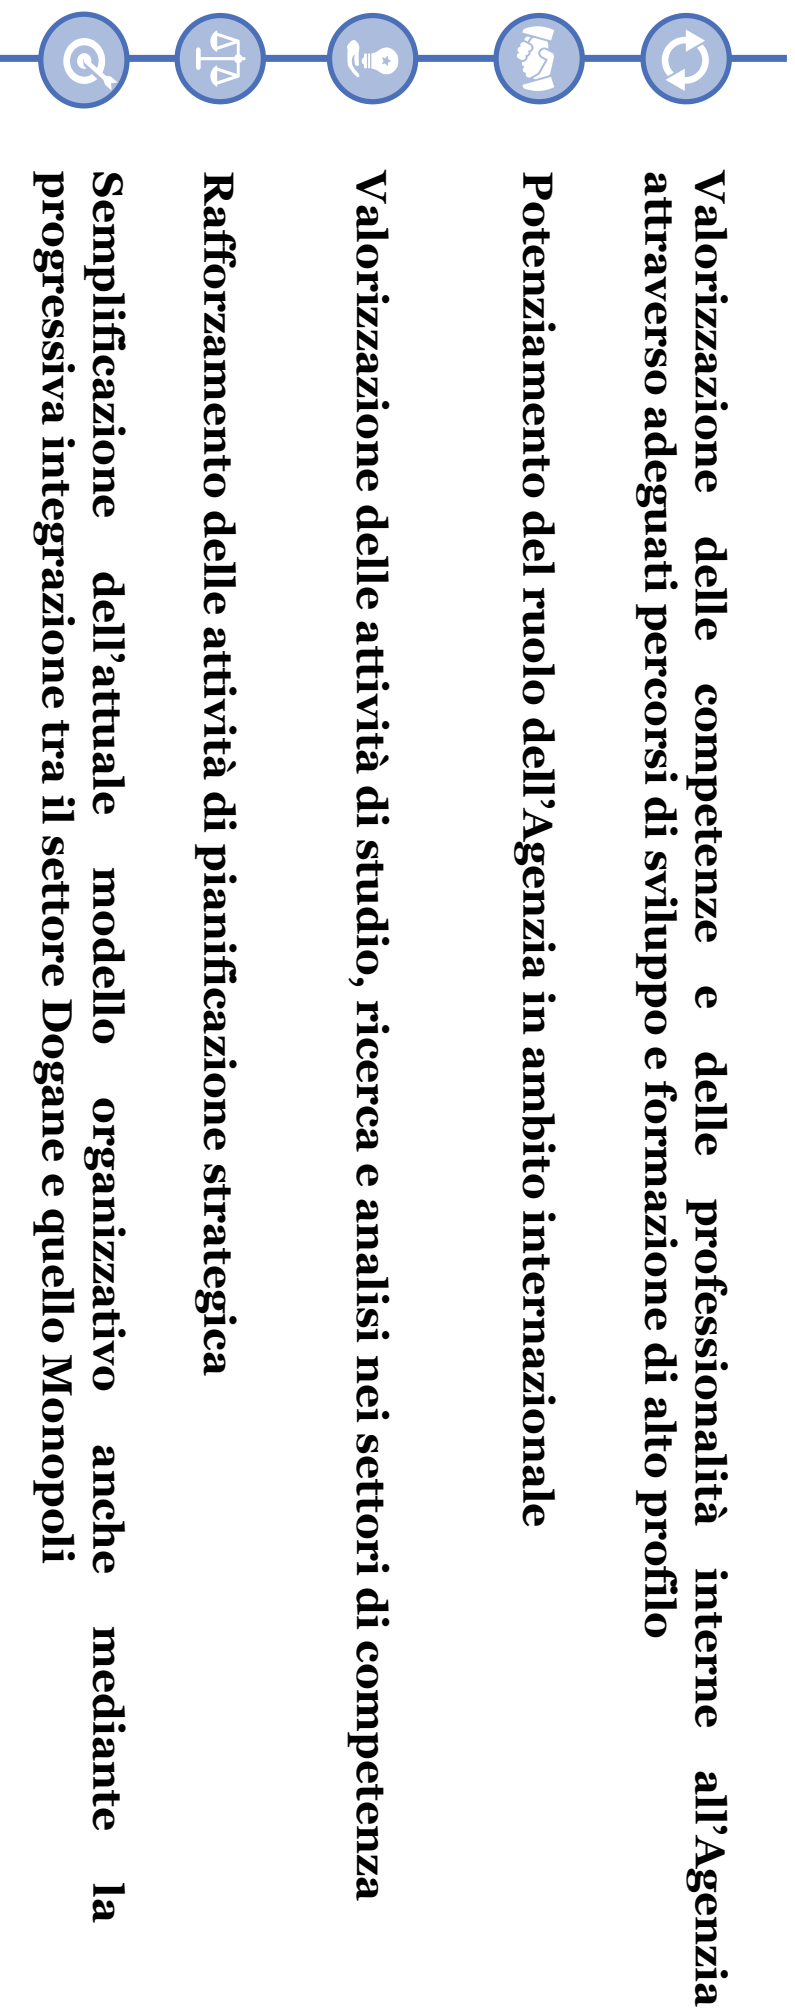 Valorizzazione delle competenze e delle professionalità interne all’Agenzia
attraverso adeguati percorsi di sviluppo e formazione di alto profilo
Potenziamento del ruolo dell’Agenzia in ambito internazionale
Valorizzazione delle attività di studio, ricerca e analisi nei settori di competenza
Rafforzamento delle attività di pianificazione strategica
Semplificazione dell’attuale modello organizzativo anche mediante la
progressiva integrazione tra il settore Dogane e quello Monopoli